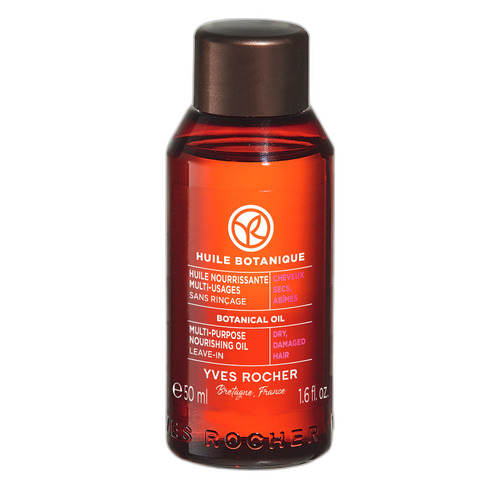 HUILE BOTANIQUE
HUILE NOURRISSANTE
MULTI-USAGES
SANS RINÇAGE
CHEVEUX
SECS,
ABÎMÉS
BOTANICAL OIL
MULTI-PURPOSE
NOURISHING OIL
LEAVE-IN
DRY,
DAMAGED
HAIR
YVES ROCHER
Bretagne, France
e 50 ml 1.6 fl. oz.
VES ROCHER